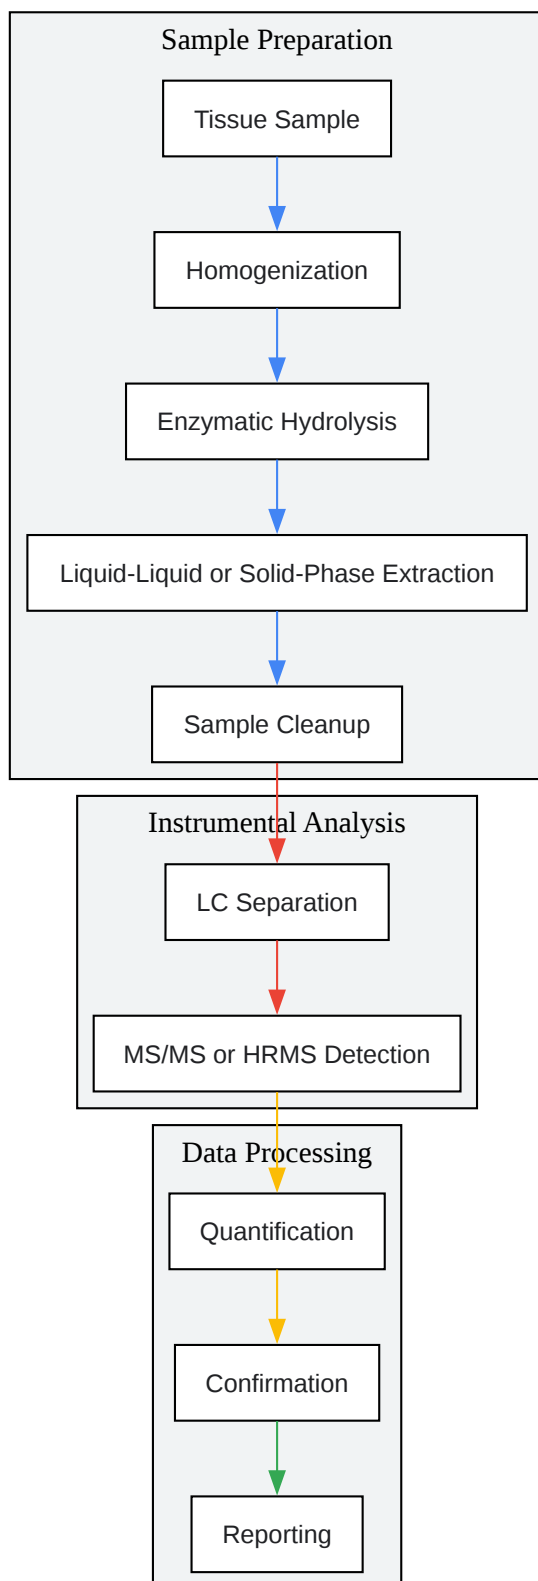 Sample Preparation
Tissue Sample
Homogenization
Enzymatic Hydrolysis
Liquid-Liquid or Solid-Phase Extraction
Sample Cleanup
Instrumental Analysis
LC Separation
MS/MS or HRMS Detection
Data Processing
Quantification
Confirmation
Reporting